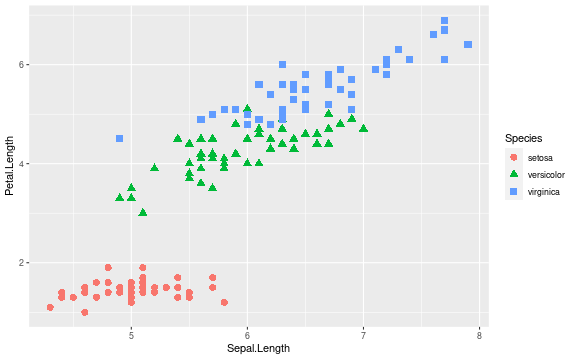 Petal.Length
6
4
2
5
6
7
8
Sepal.Length
Species
setosa
versicolor
virginica